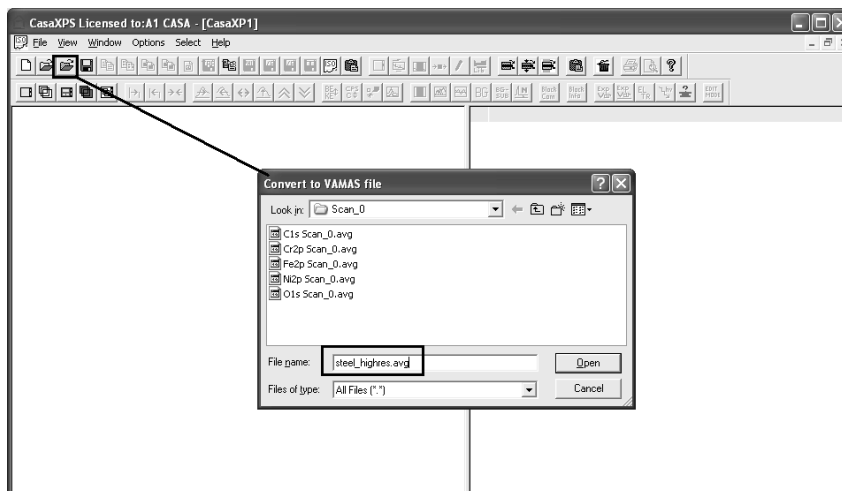 CasaXPS Licensed to:A1 CASA - [CasaXP1]
File View Window Options Select Help
Convert to VAMAS file
Look in: Scan_0
C1s Scan_0.avg
Cr2p Scan_0.avg
Fe2p Scan_0.avg
Ni2p Scan_0.avg
O1s Scan_0.avg
File name: steel_highres.avg Open
Files of type: All Files (*.*) Cancel